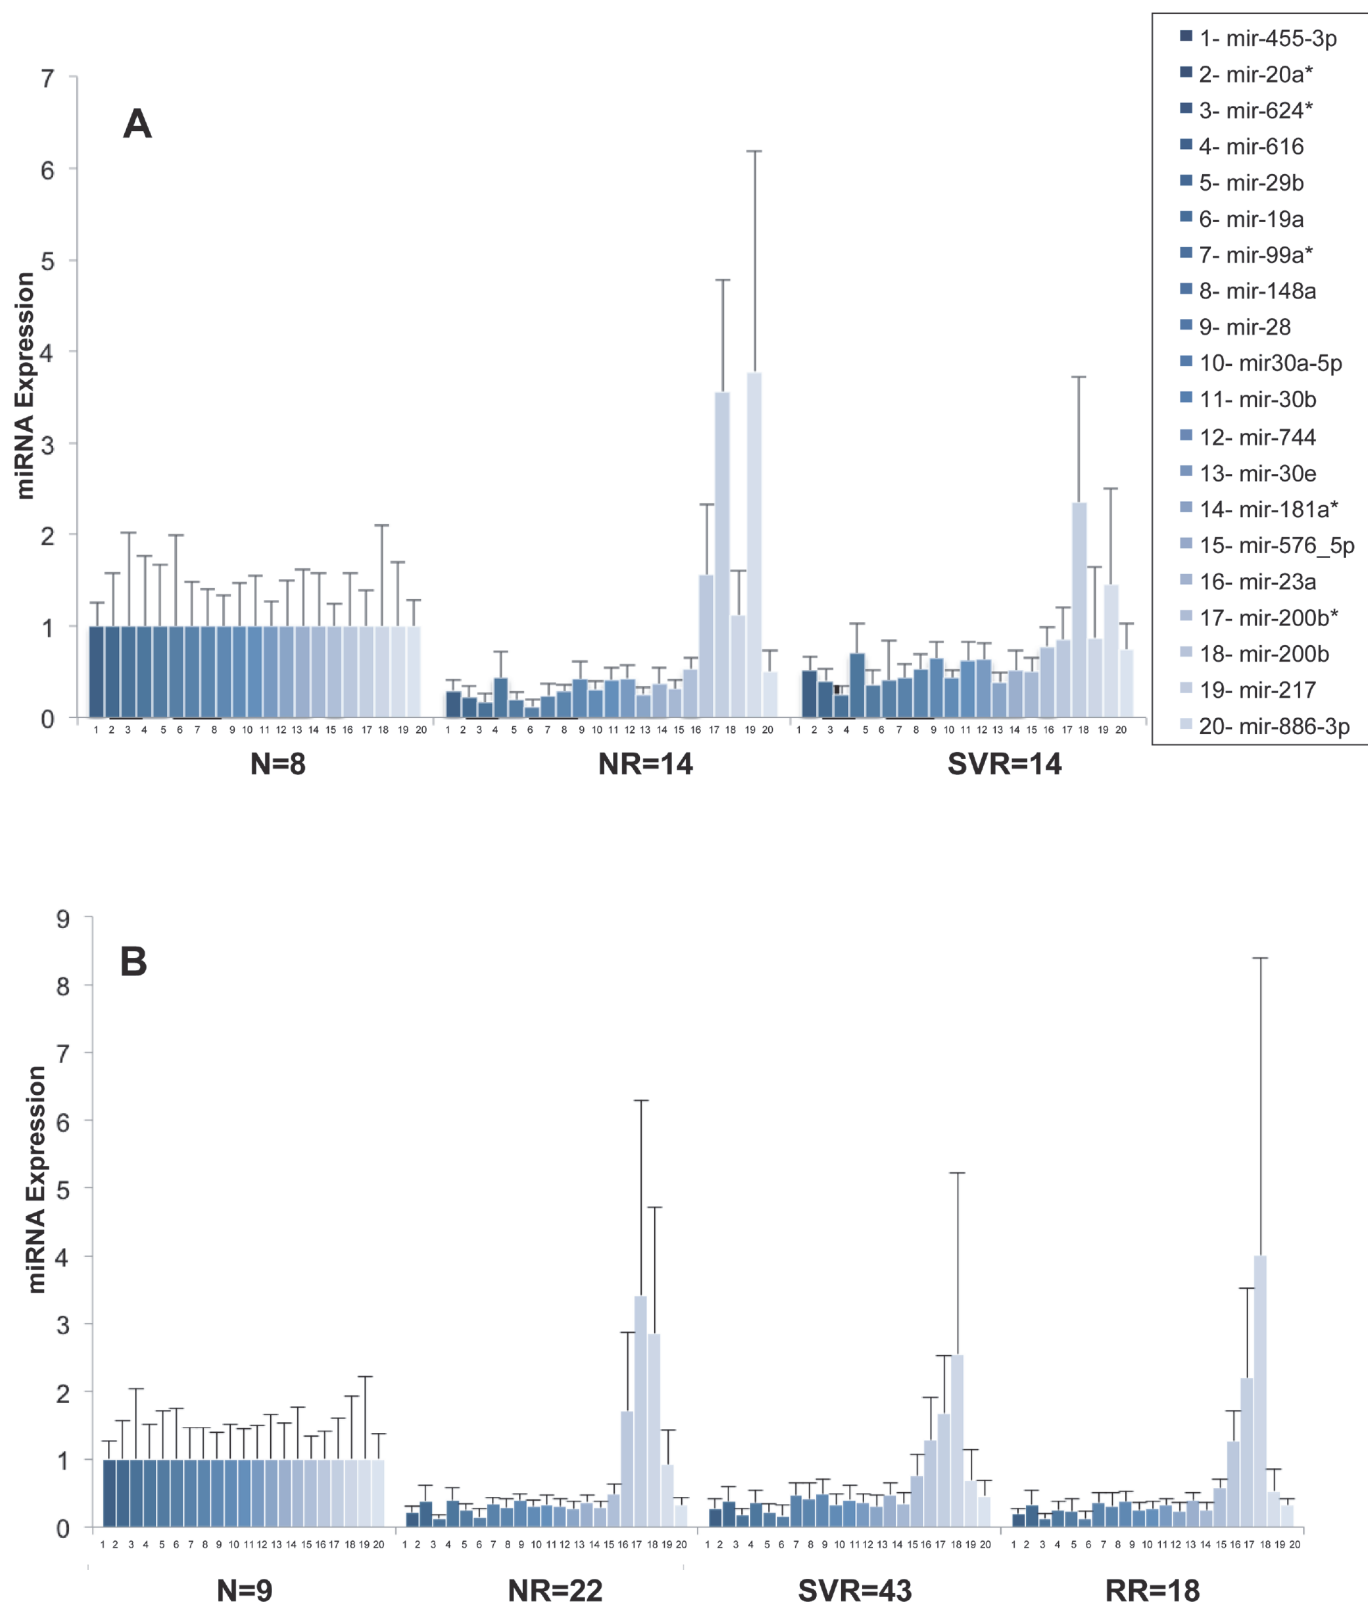 1- mir-455-3p
2- mir-20a*
3- mir-624*
4- mir-616
5- mir-29b
6- mir-19a
7- mir-99a*
8- mir-148a
9- mir-28
10- mir30a-5p
11- mir-30b
12- mir-744
13- mir-30e
14- mir-181a*
15- mir-576_5p
16- mir-23a
17- mir-200b*
18- mir-200b
19- mir-217
20- mir-886-3p
A
miRNA Expression
7
6
5
4
3
2
1
0
1 2 3 4 5 6 7 8 9 10 11 12 13 14 15 16 17 18 19 20 1 2 3 4 5 6 7 8 9 10 11 12 13 14 15 16 17 18 19 20 1 2 3 4 5 6 7 8 9 10 11 12 13 14 15 16 17 18 19 20
N=8 NR=14 SVR=14
B
miRNA Expression
9
8
7
6
5
4
3
2
1
0
1 2 3 4 5 6 7 8 9 10 11 12 13 14 15 16 17 18 19 20 1 2 3 4 5 6 7 8 9 10 11 12 13 14 15 16 17 18 19 20 1 2 3 4 5 6 7 8 9 10 11 12 13 14 15 16 17 18 19 20 1 2 3 4 5 6 7 8 9 10 11 12 13 14 15 16 17 18 19 20
N=9 NR=22 SVR=43 RR=18